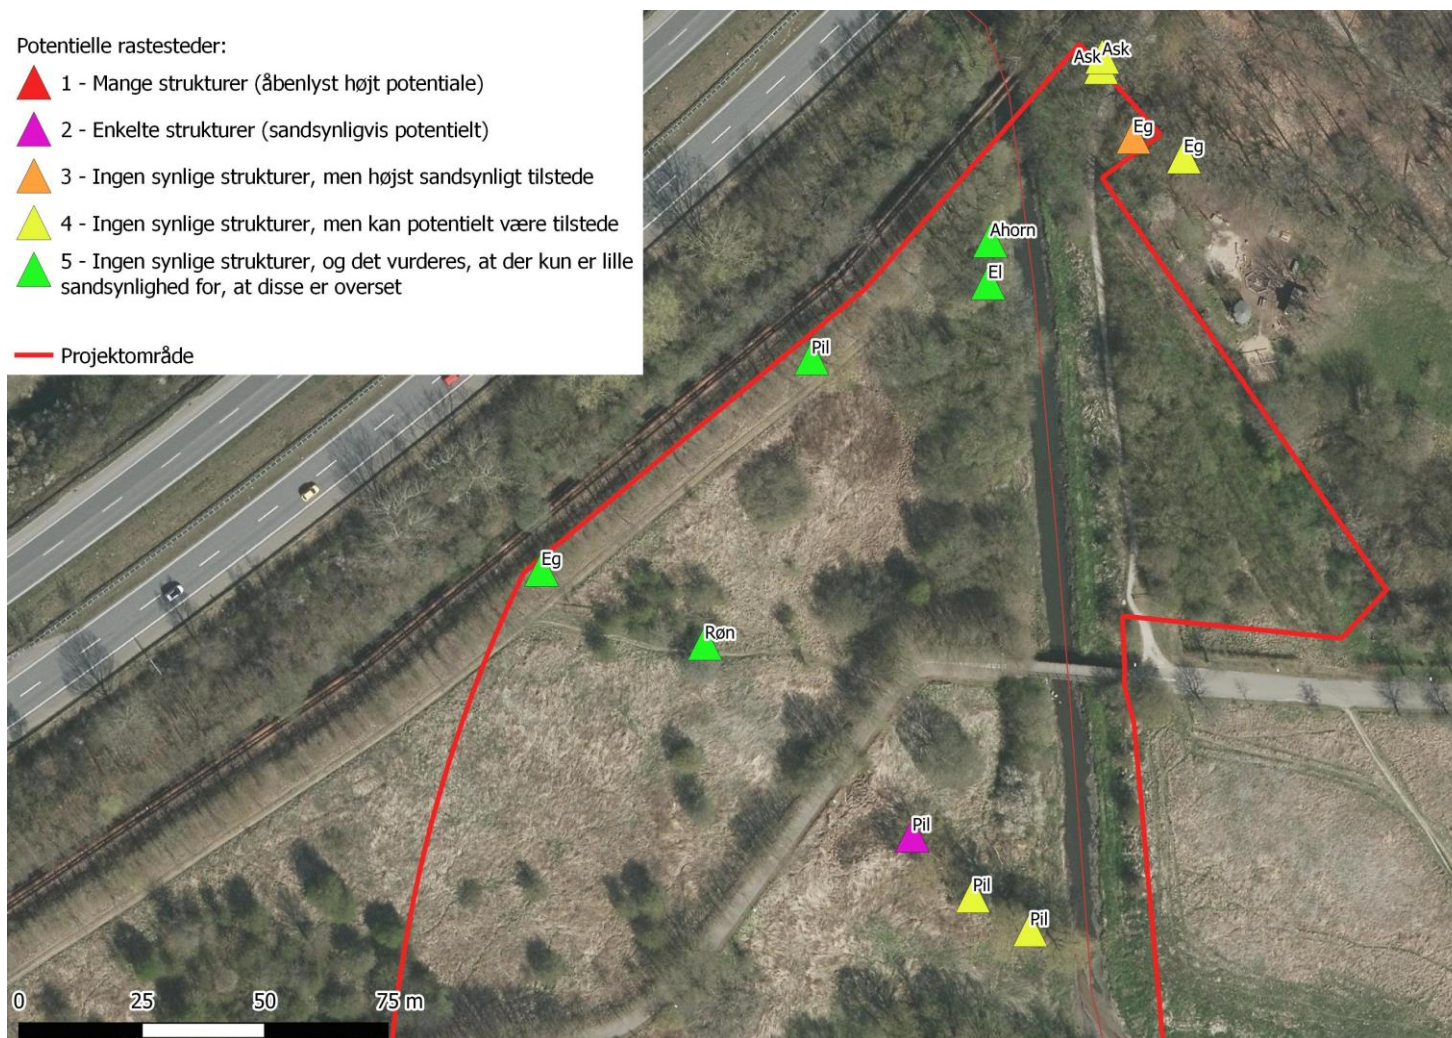 Potentielle rastesteder:
1 - Mange strukturer (åbenlyst højt potentiale)
2 - Enkelte strukturer (sandsynligvis potentielt)
3 - Ingen synlige strukturer, men højst sandsynligt tilstede
4 - Ingen synlige strukturer, men kan potentielt være tilstede
5 - Ingen synlige strukturer, og det vurderes, at der kun er lille
sandsynlighed for, at disse er overset
Projektområde
Ask
Ask
Eg
Eg
Ahorn
El
Pil
Eg
Røn
Pil
Pil
Pil
0 25 50 75 m